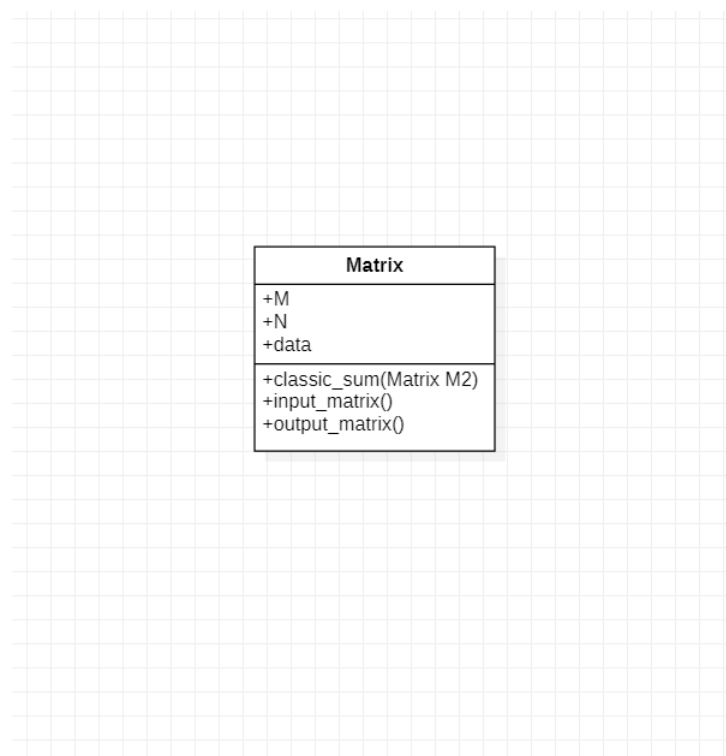 Matrix
+M
+N
+data
+classic_sum(Matrix M2)
+input_matrix()
+output_matrix()